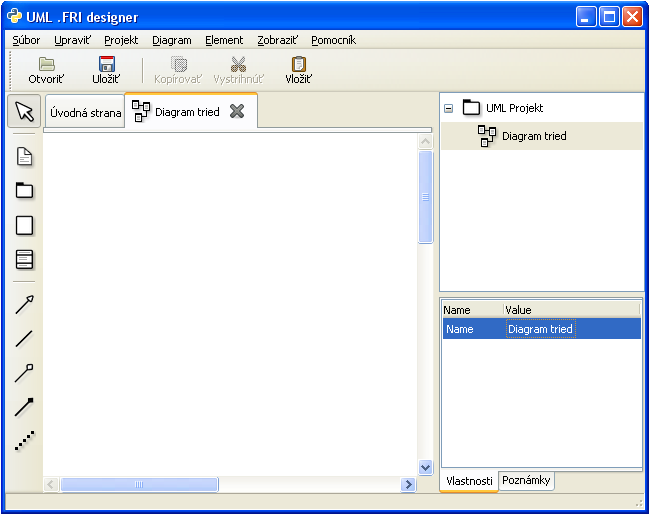 UML .FRI designer
Súbor Upraviť Projekt Diagram Element Zobraziť Pomocník
Otvoriť Uložiť Kopírovať Vystrihnúť Vložiť
Úvodná strana Diagram tried
UML Projekt
Diagram tried
Name Value
Name Diagram tried
Vlastnosti Poznámky